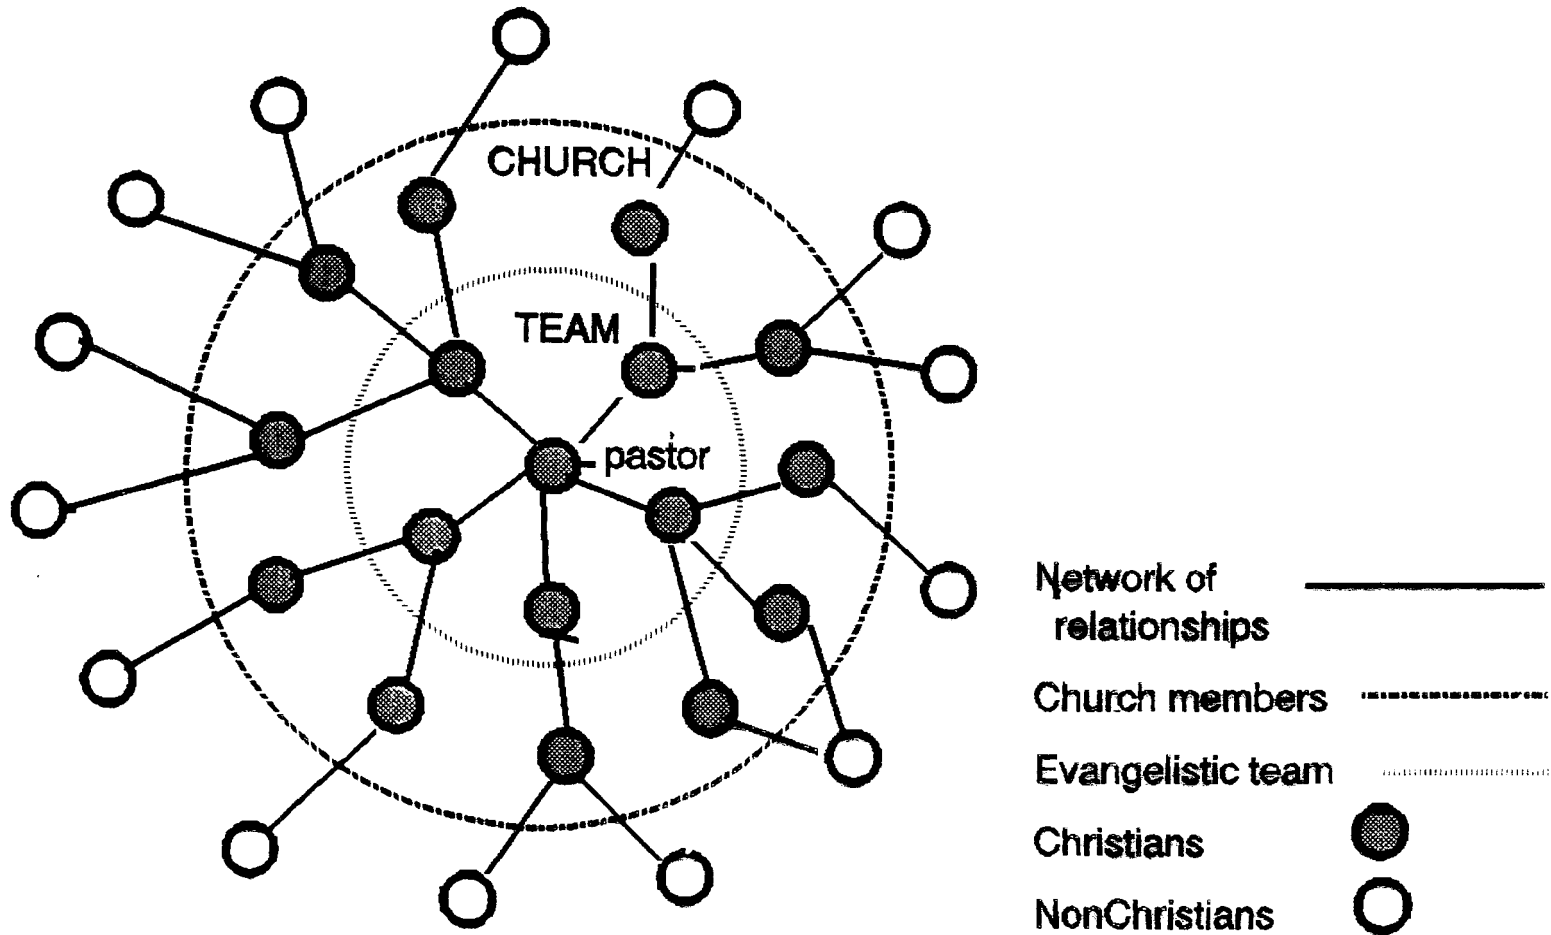 CHURCH
TEAM
pastor
Network of
relationships
Church members
Evangelistic team
Christians
NonChristians